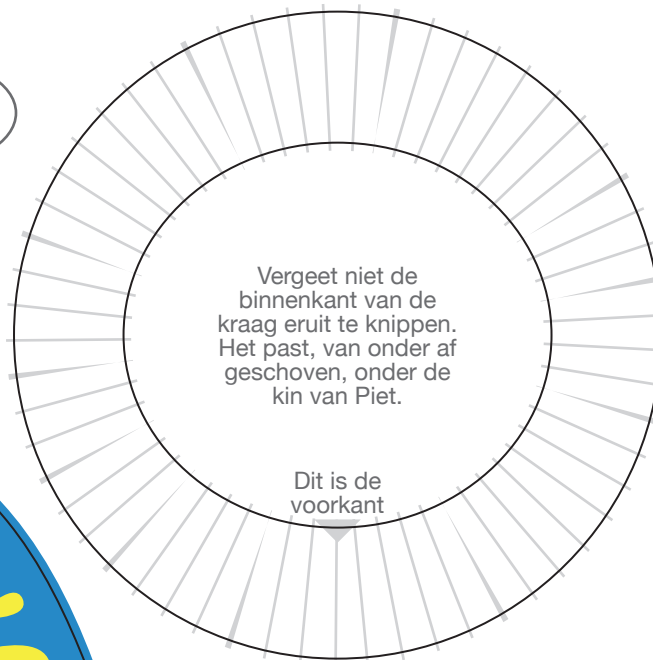 Vergeet niet de
binnenkant van de
kraag eruit te knippen.
Het past, van onder af
geschoven, onder de
kin van Piet.
Dit is de
voorkant